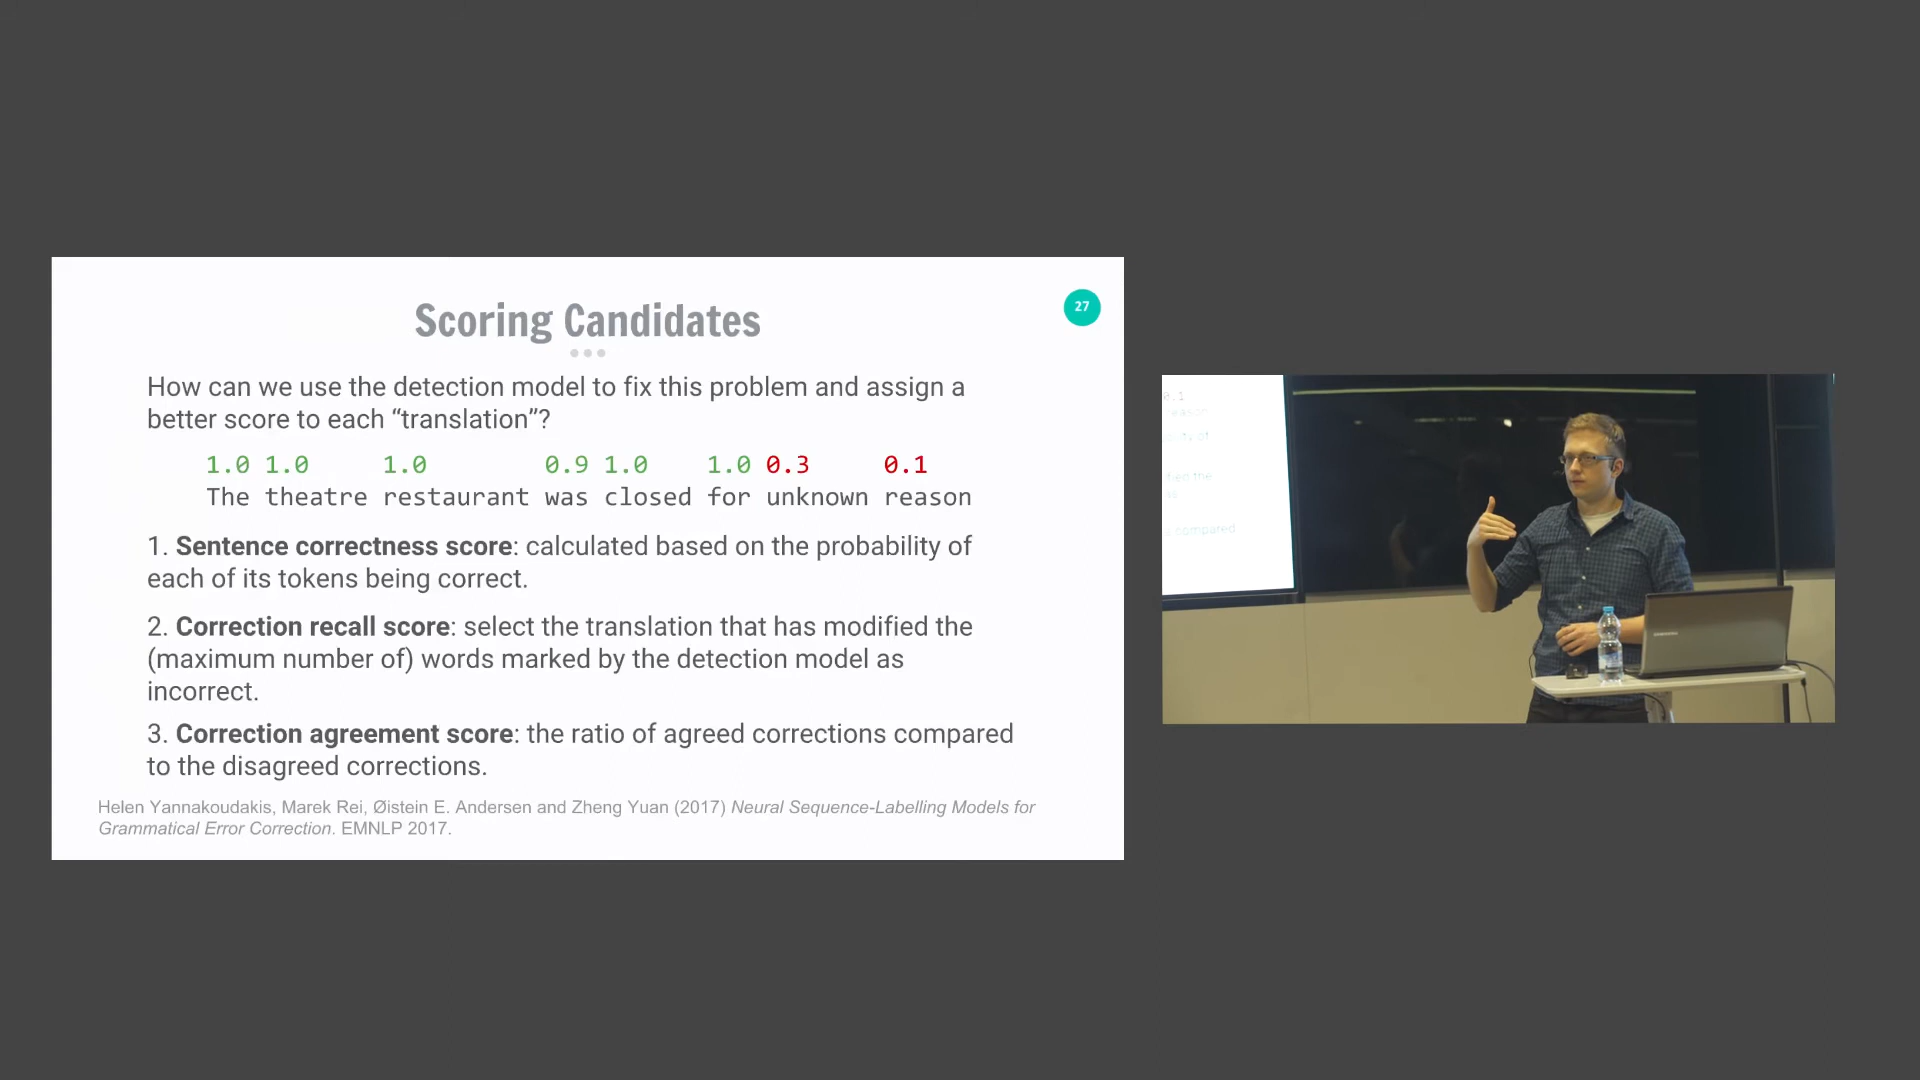 Scoring Candidates
27
How can we use the detection model to fix this problem and assign a
better score to each “translation”?
1.0 1.0 1.0 0.9 1.0 1.0 0.3 0.1
The theatre restaurant was closed for unknown reason
1. Sentence correctness score: calculated based on the probability of
each of its tokens being correct.
2. Correction recall score: select the translation that has modified the
(maximum number of) words marked by the detection model as
incorrect.
3. Correction agreement score: the ratio of agreed corrections compared
to the disagreed corrections.
Helen Yannakoudakis, Marek Rei, Øistein E. Andersen and Zheng Yuan (2017) Neural Sequence-Labelling Models for
Grammatical Error Correction. EMNLP 2017.
0.1
reason
the
compared
SAMSUNG